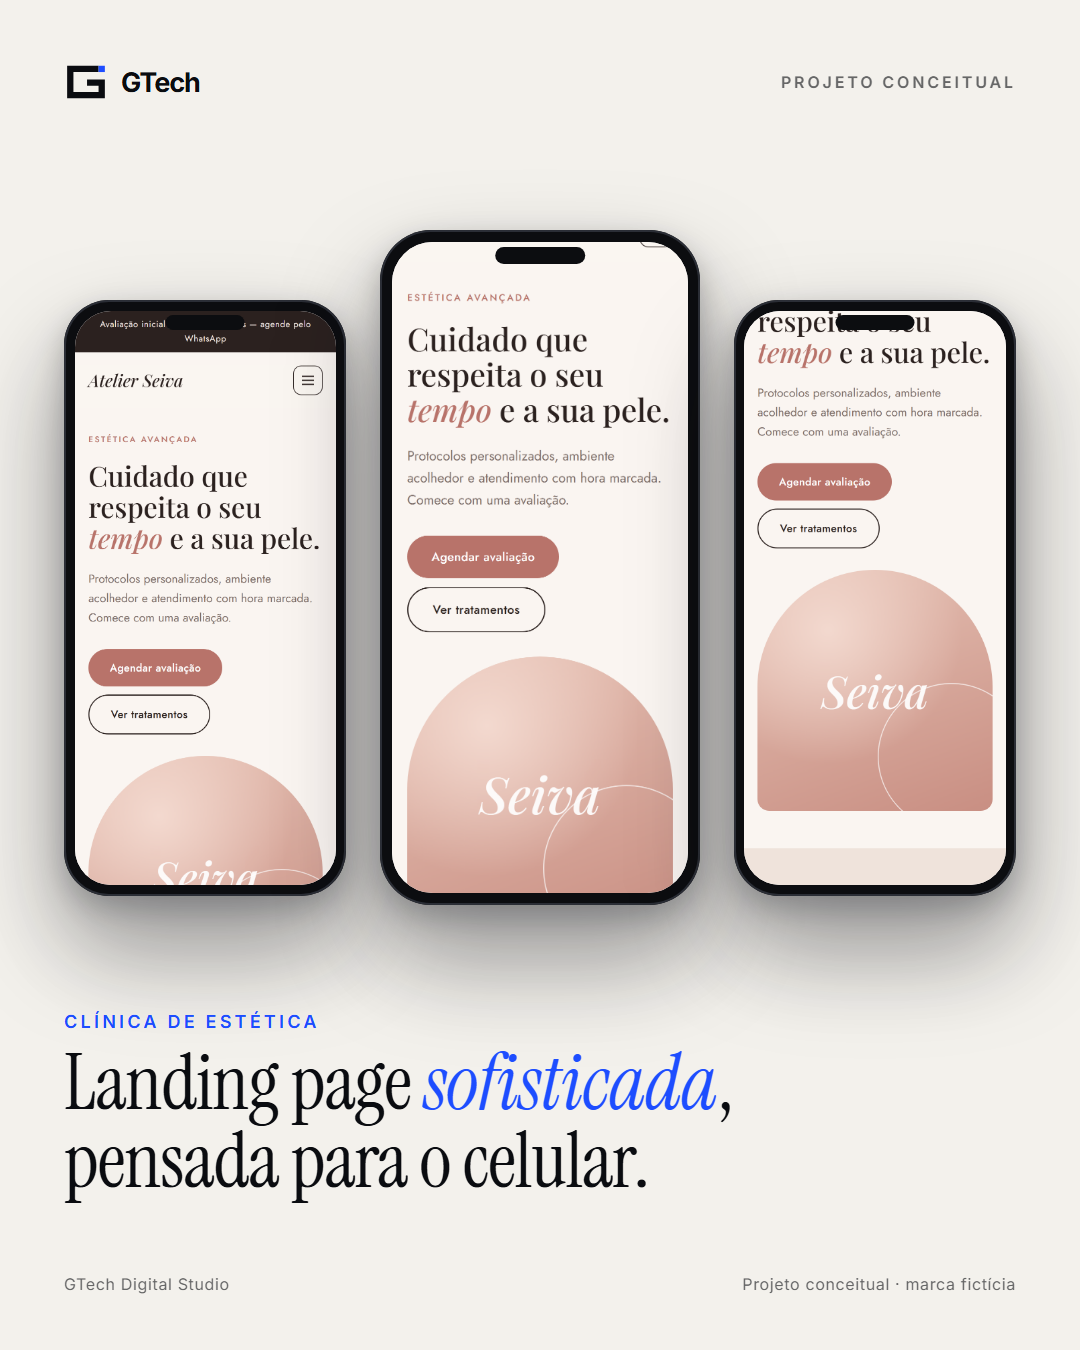 GTech
PROJETO CONCEITUAL
Avaliação inicial s — agende pelo
WhatsApp
Atelier Seiva
ESTÉTICA AVANÇADA
Cuidado que
respeita o seu
tempo e a sua pele.
Protocolos personalizados, ambiente
acolhedor e atendimento com hora marcada.
Comece com uma avaliação.
Agendar avaliação
Ver tratamentos
Seiva
ESTÉTICA AVANÇADA
Cuidado que
respeita o seu
tempo e a sua pele.
Protocolos personalizados, ambiente
acolhedor e atendimento com hora marcada.
Comece com uma avaliação.
Agendar avaliação
Ver tratamentos
Seiva
respeita o seu
tempo e a sua pele.
Protocolos personalizados, ambiente
acolhedor e atendimento com hora marcada.
Comece com uma avaliação.
Agendar avaliação
Ver tratamentos
Seiva
CLÍNICA DE ESTÉTICA
Landing page sofisticada,
pensada para o celular.
GTech Digital Studio
Projeto conceitual · marca fictícia